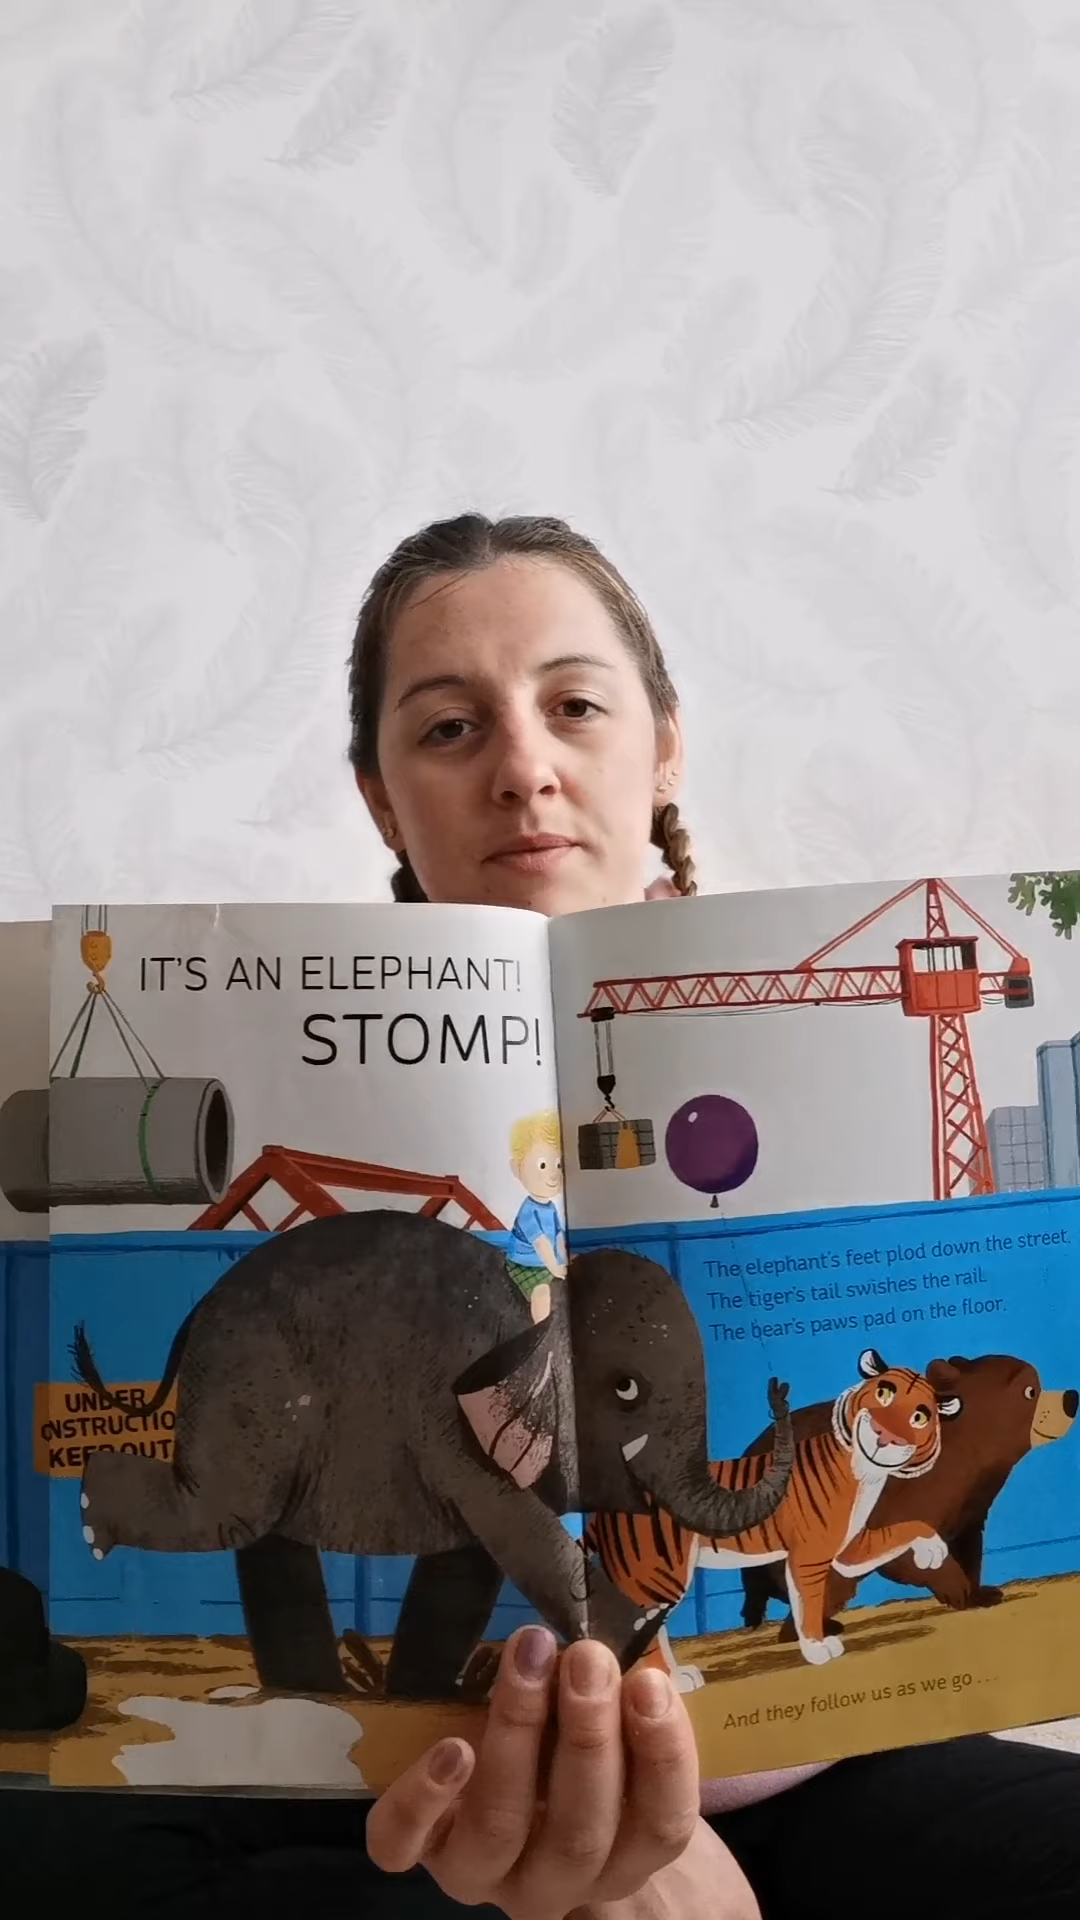 IT'S AN ELEPHANT!
STOMP!
The elephant's feet plod down the street.
The tiger's tail swishes the rail.
The bear's paws pad on the floor.
UNDER
ONSTRUCTIO
KEEP OUT
And they follow us as we go ...